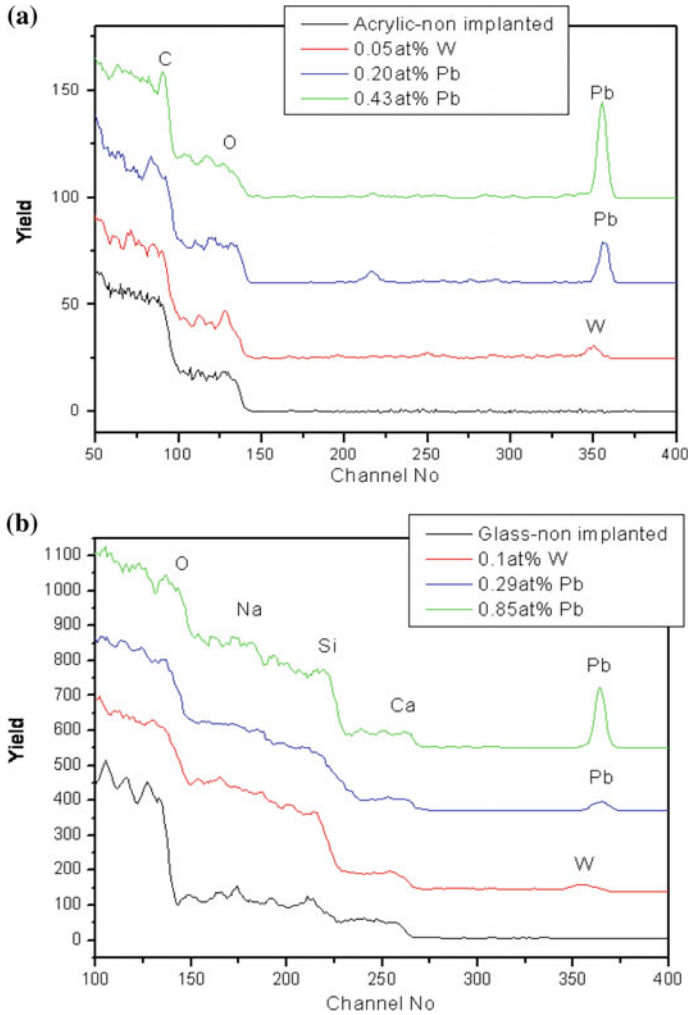 (a)
Acrylic-non implanted
0.05at% W
0.20at% Pb
0.43at% Pb
C
O
Pb
Pb
W
Yield
150
100
50
0
50 100 150 200 250 300 350 400
Channel No
(b)
Glass-non implanted
0.1at% W
0.29at% Pb
0.85at% Pb
O
Na
Si
Ca
Pb
Pb
W
Yield
1100
1000
900
800
700
600
500
400
300
200
100
0
100 150 200 250 300 350 400
Channel No